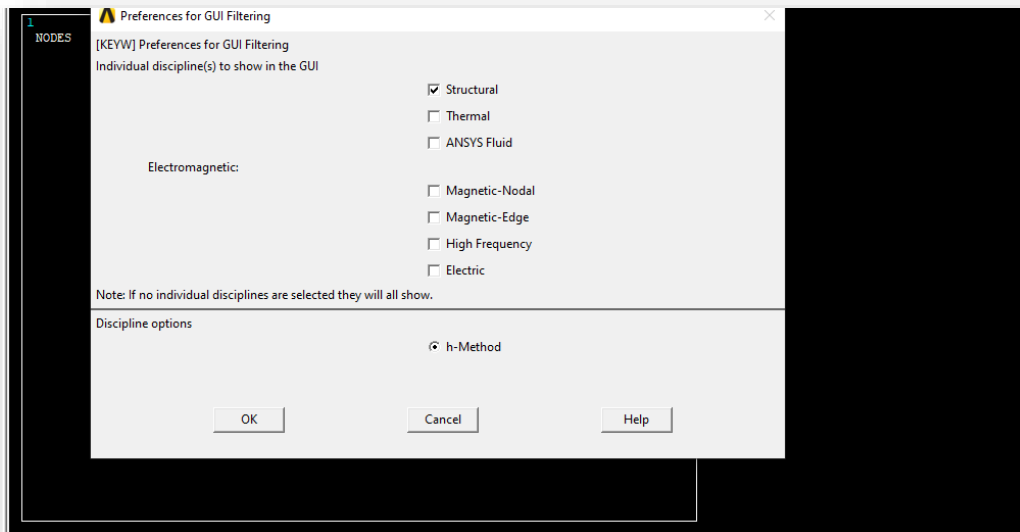 Preferences for GUI Filtering
1
NODES
[KEYW] Preferences for GUI Filtering
Individual discipline(s) to show in the GUI
Structural
Thermal
ANSYS Fluid
Electromagnetic:
Magnetic-Nodal
Magnetic-Edge
High Frequency
Electric
Note: If no individual disciplines are selected they will all show.
Discipline options
h-Method
OK Cancel Help